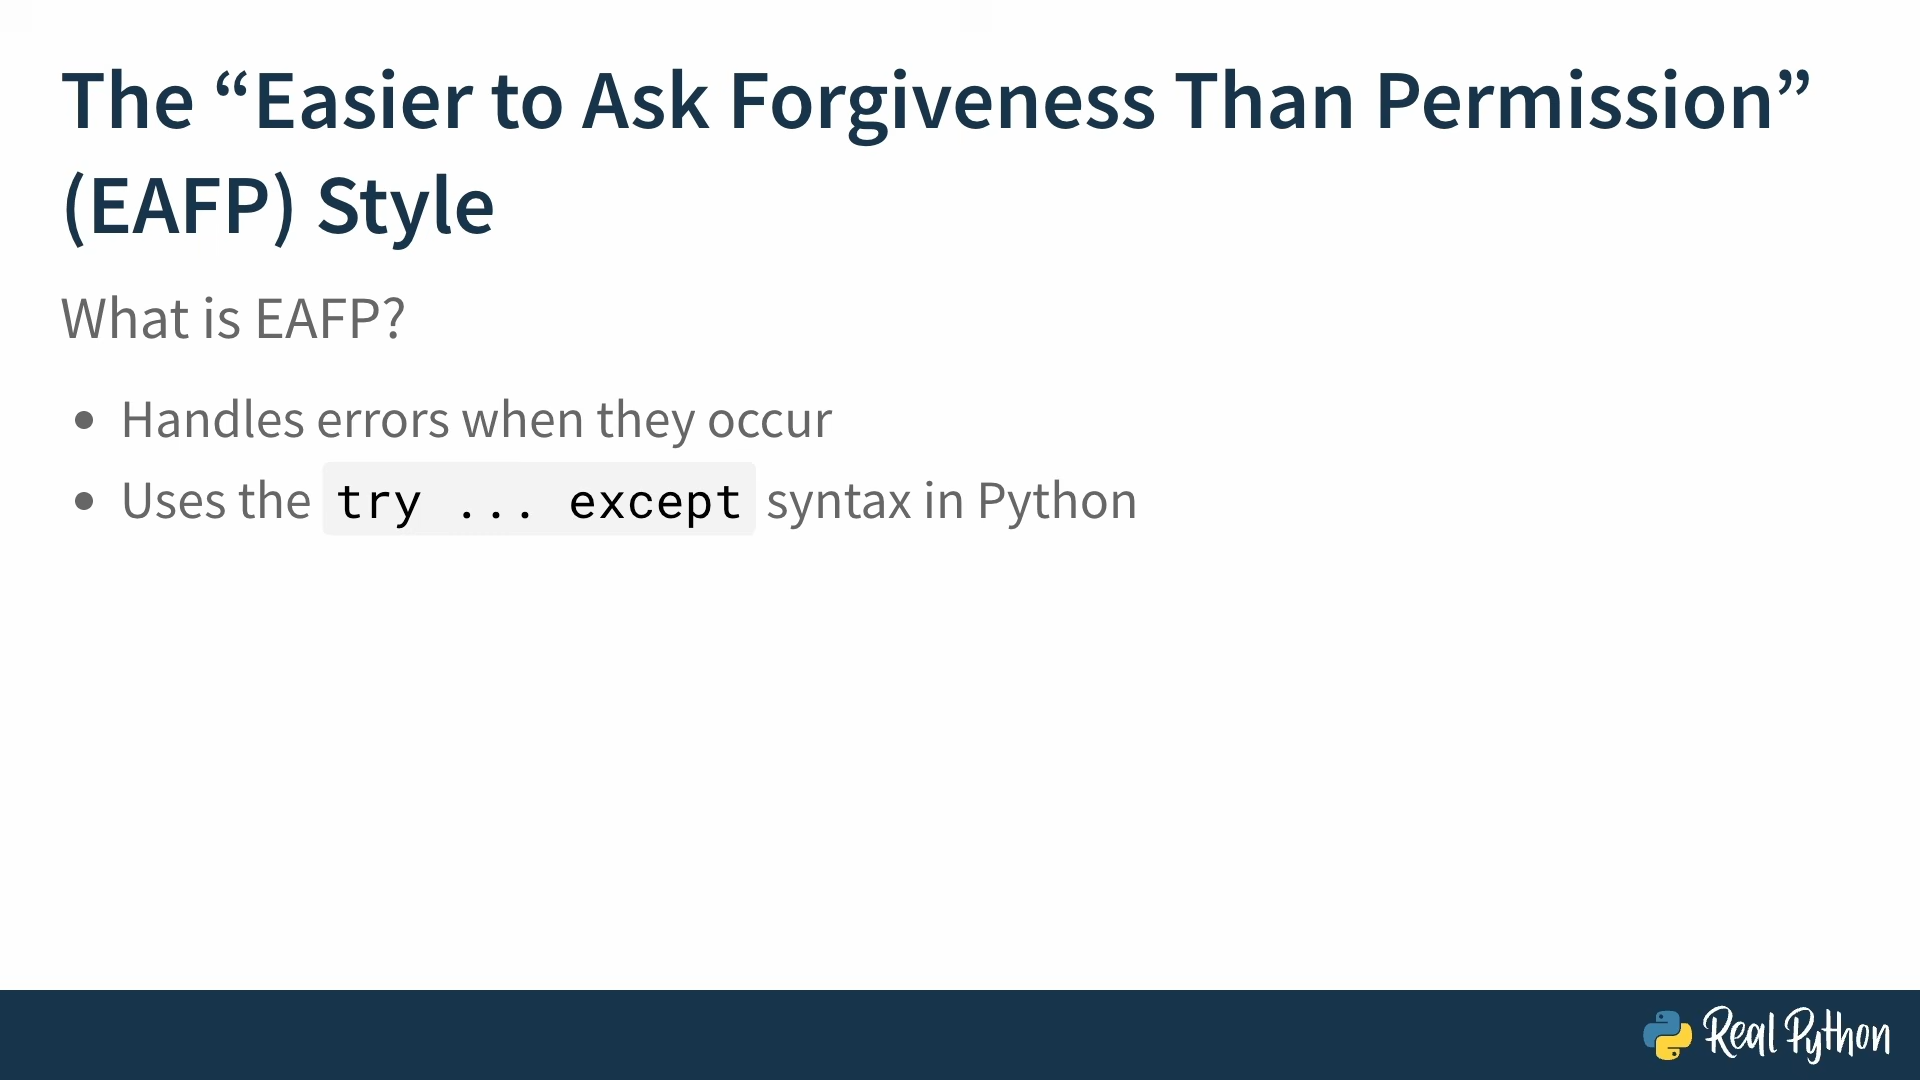 The “Easier to Ask Forgiveness Than Permission”
(EAFP) Style
What is EAFP?
• Handles errors when they occur
• Uses the try ... except syntax in Python
Real Python